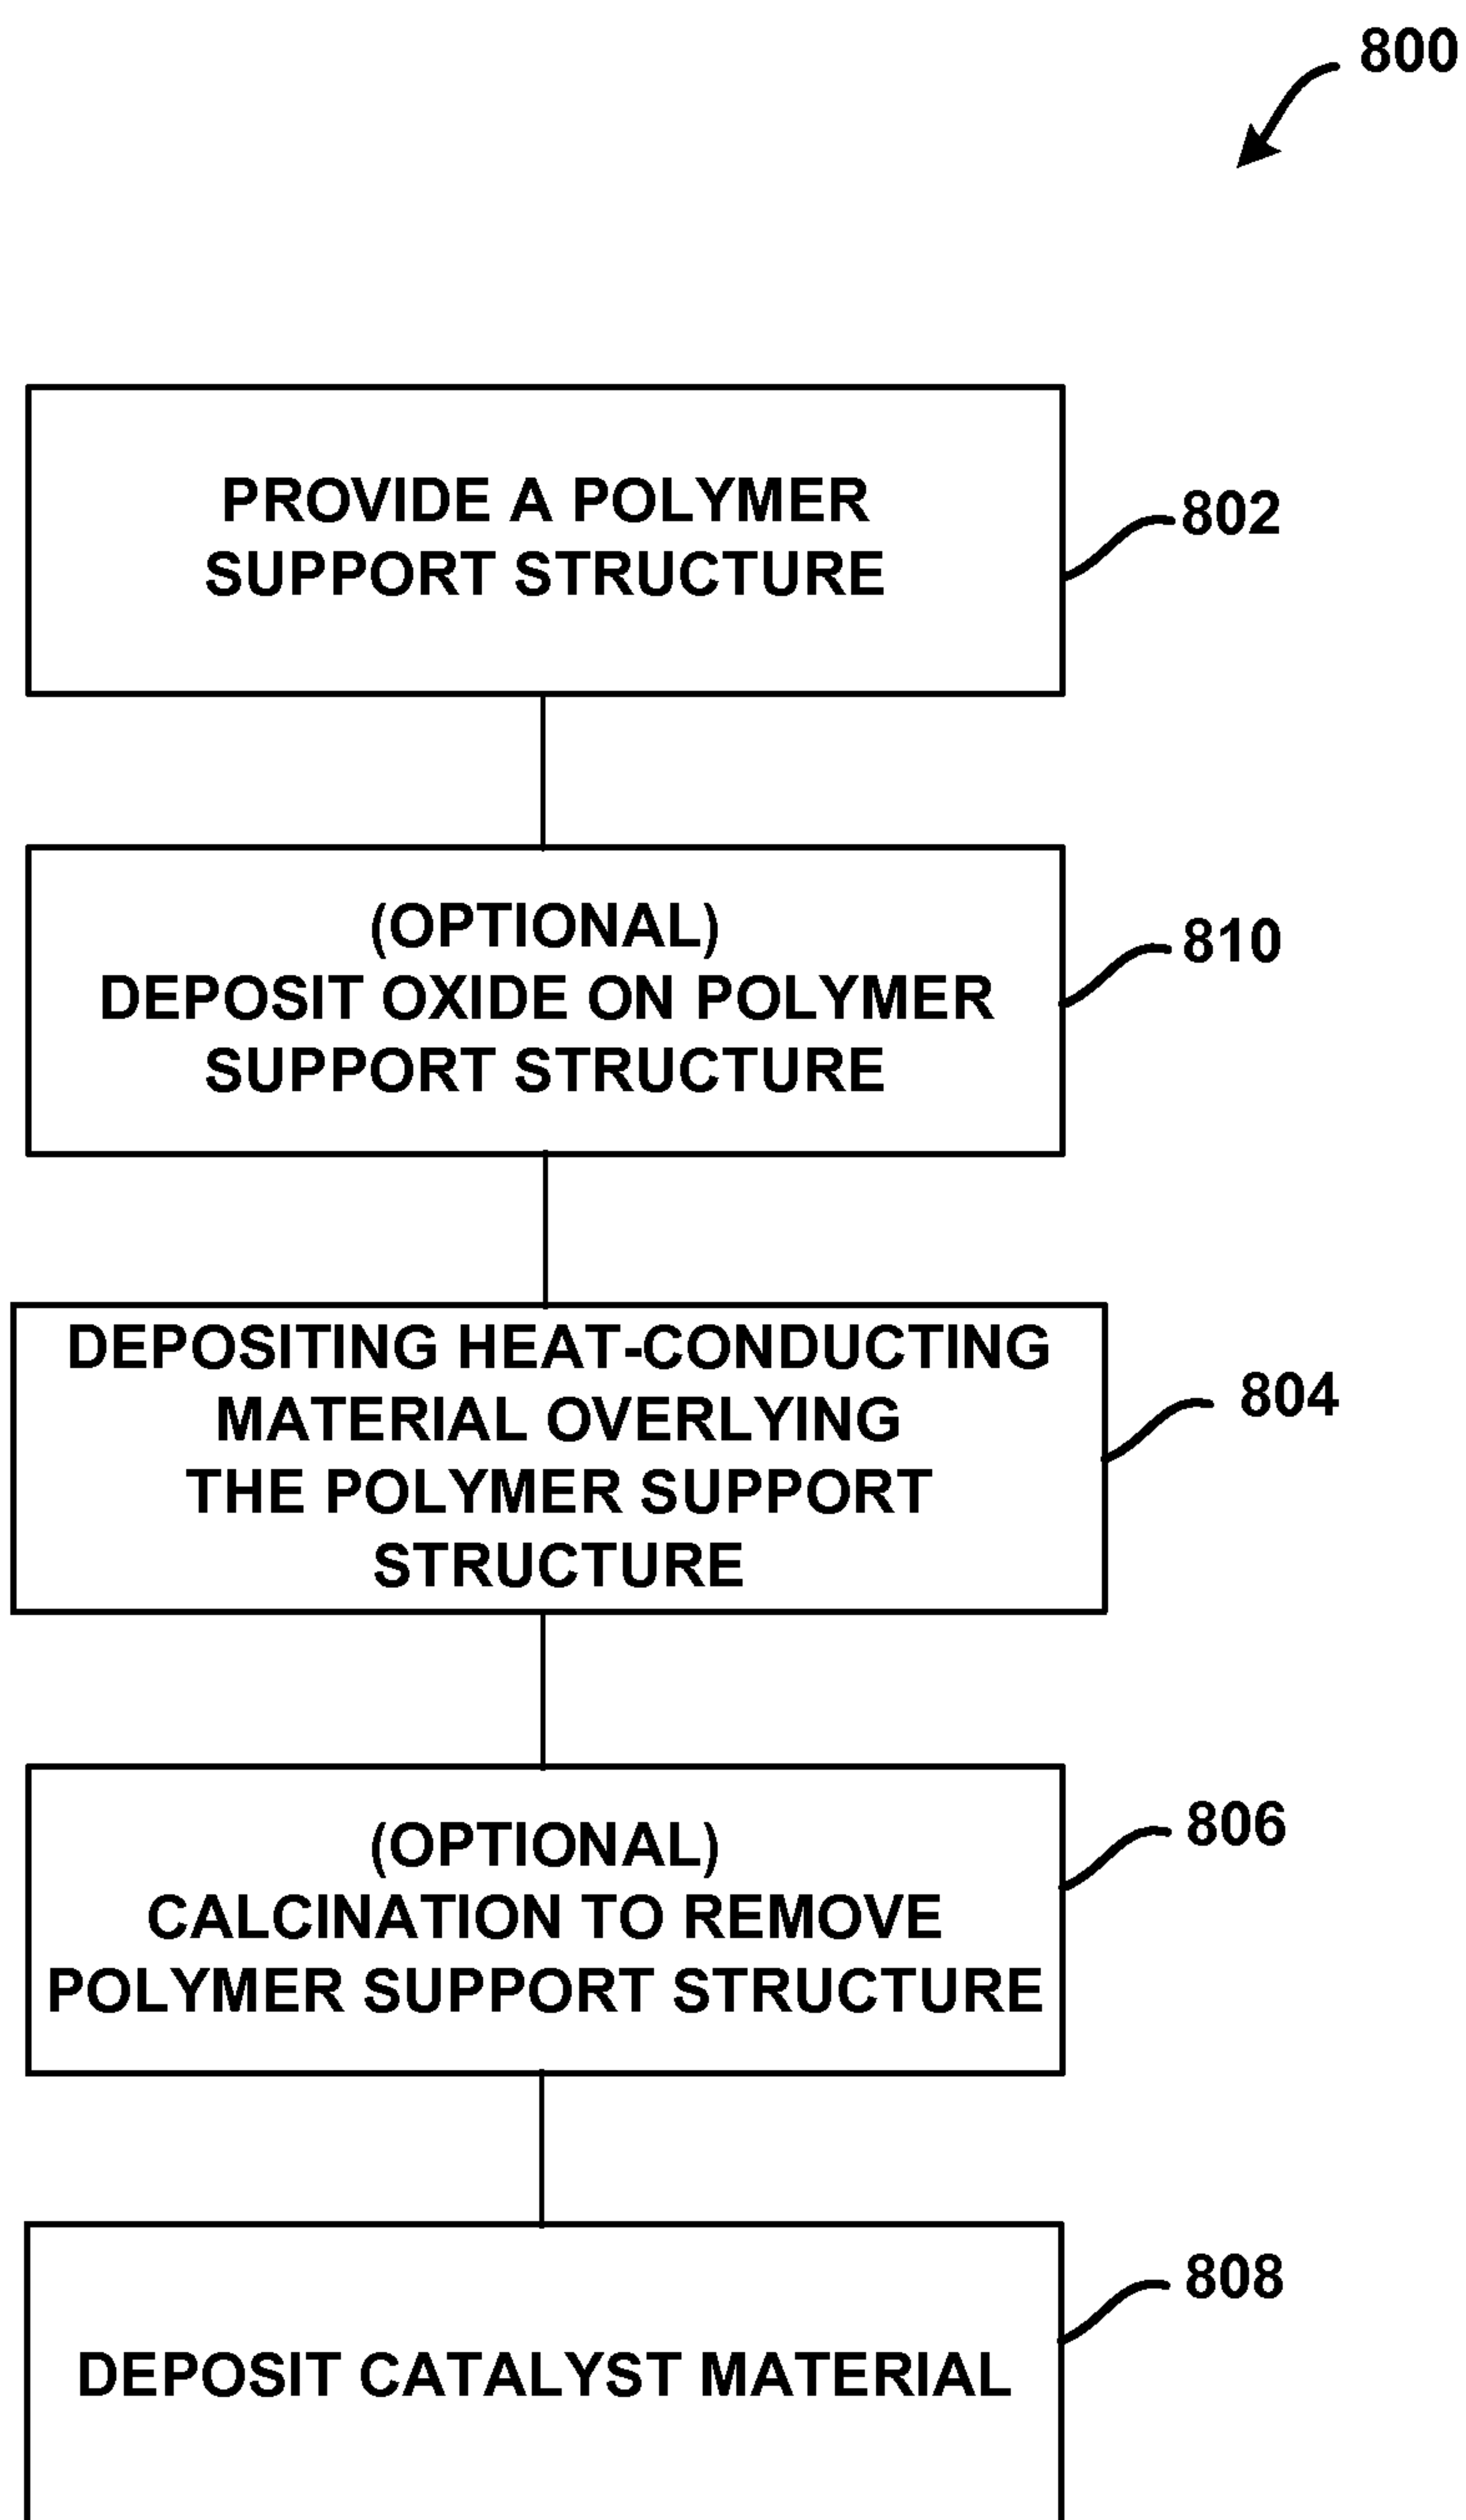 800
PROVIDE A POLYMER
SUPPORT STRUCTURE
802
(OPTIONAL)
DEPOSIT OXIDE ON POLYMER
SUPPORT STRUCTURE
810
DEPOSITING HEAT-CONDUCTING
MATERIAL OVERLYING
THE POLYMER SUPPORT
STRUCTURE
804
(OPTIONAL)
CALCINATION TO REMOVE
POLYMER SUPPORT STRUCTURE
806
DEPOSIT CATALYST MATERIAL
808